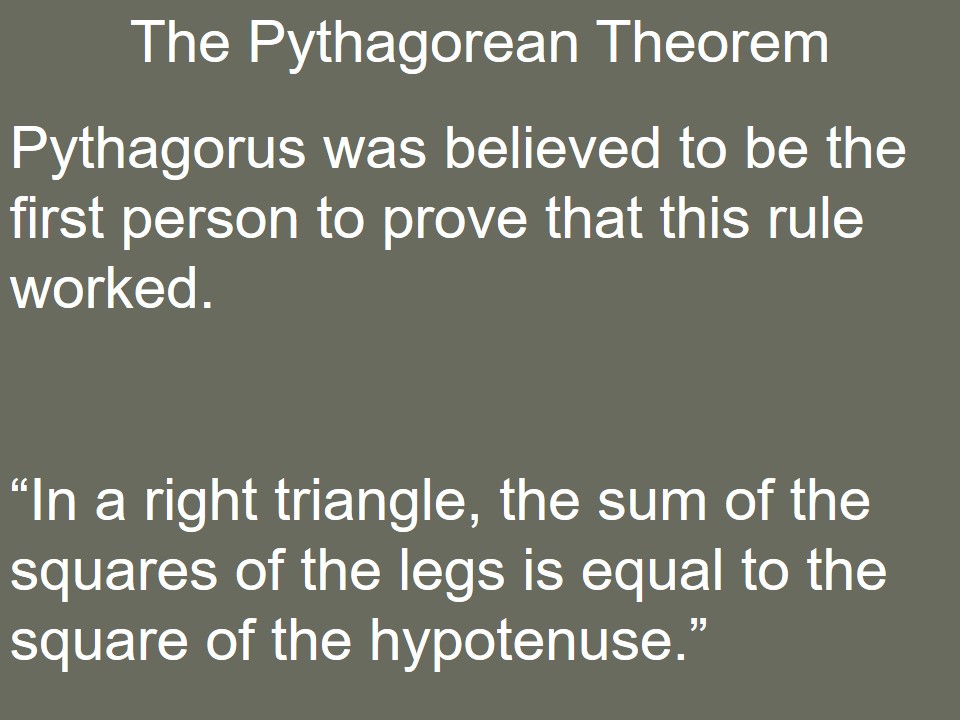 The Pythagorean Theorem
Pythagorus was believed to be the
first person to prove that this rule
worked.
“In a right triangle, the sum of the
squares of the legs is equal to the
square of the hypotenuse.”